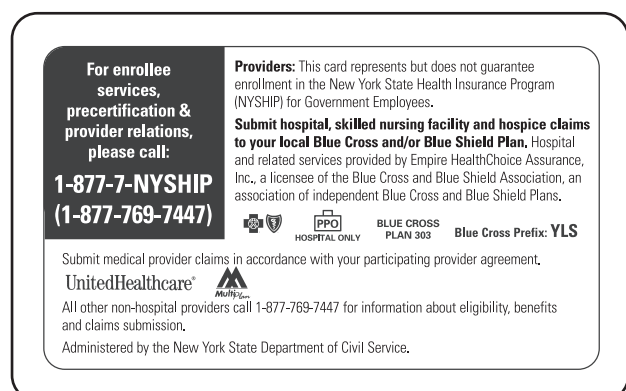 For enrollee
services,
precertification &
provider relations,
please call:
1-877-7-NYSHIP
(1-877-769-7447)
Providers: This card represents but does not guarantee
enrollment in the New York State Health Insurance Program
(NYSHIP) for Government Employees.
Submit hospital, skilled nursing facility and hospice claims
to your local Blue Cross and/or Blue Shield Plan. Hospital
and related services provided by Empire HealthChoice Assurance,
Inc., a licensee of the Blue Cross and Blue Shield Association, an
association of independent Blue Cross and Blue Shield Plans.
PPO
HOSPITAL ONLY
BLUE CROSS
PLAN 303
Blue Cross Prefix: YLS
Submit medical provider claims in accordance with your participating provider agreement.
UnitedHealthcare®
MultiPlan
All other non-hospital providers call 1-877-769-7447 for information about eligibility, benefits
and claims submission.
Administered by the New York State Department of Civil Service.